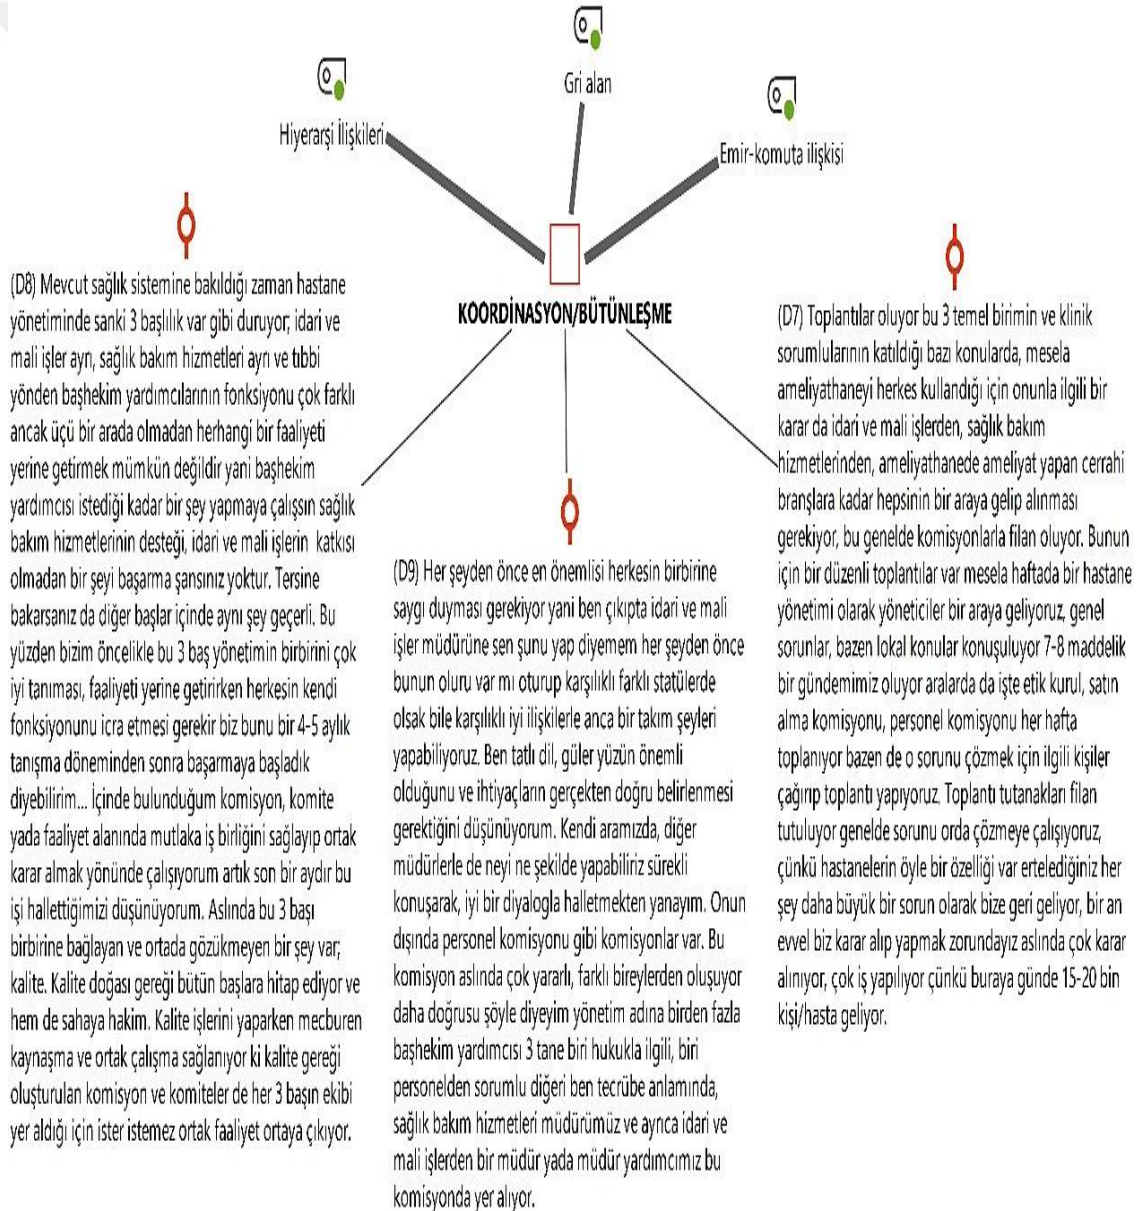 Gri alan
Hiyerarşi İlişkileri
Emir-komuta ilişkisi
KOORDİNASYON/BÜTÜNLEŞME
(D8) Mevcut sağlık sistemine bakıldığı zaman hastane
yönetiminde sanki 3 başlılık var gibi duruyor; idari ve
mali işler ayrı, sağlık bakım hizmetleri ayrı ve tıbbi
yönden başhekim yardımcılarının fonksiyonu çok farklı
ancak üçü bir arada olmadan herhangi bir faaliyeti
yerine getirmek mümkün değildir yani başhekim
yardımcısı istediği kadar bir şey yapmaya çalışsın sağlık
bakım hizmetlerinin desteği, idari ve mali işlerin katkısı
olmadan bir şeyi başarma şansınız yoktur. Tersine
bakarsanız da diğer başlar içinde aynı şey geçerli. Bu
yüzden bizim öncelikle bu 3 baş yönetimin birbirini çok
iyi tanıması, faaliyeti yerine getirirken herkesin kendi
fonksiyonunu icra etmesi gerekir biz bunu bir 4-5 aylık
tanışma döneminden sonra başarmaya başladık
diyebilirim... İçinde bulunduğum komisyon, komite
yada faaliyet alanında mutlaka iş birliğini sağlayıp ortak
karar almak yönünde çalışıyorum artık son bir aydır bu
işi hallettiğimizi düşünüyorum. Aslında bu 3 başı
birbirine bağlayan ve ortada gözükmeyen bir şey var;
kalite. Kalite doğası gereği bütün başlara hitap ediyor ve
hem de sahaya hakim. Kalite işlerini yaparken mecburen
kaynaşma ve ortak çalışma sağlanıyor ki kalite gereği
oluşturulan komisyon ve komiteler de her 3 başın ekibi
yer aldığı için ister istemez ortak faaliyet ortaya çıkıyor.
(D9) Her şeyden önce en önemlisi herkesin birbirine
saygı duyması gerekiyor yani ben çıkıpta idari ve mali
işler müdürüne sen şunu yap diyemem her şeyden önce
bunun oluru var mı oturup karşılıklı farklı statülerde
olsak bile karşılıklı iyi ilişkilerle anca bir takım şeyleri
yapabiliyoruz. Ben tatlı dil, güler yüzün önemli
olduğunu ve ihtiyaçların gerçekten doğru belirlenmesi
gerektiğini düşünüyorum. Kendi aramızda, diğer
müdürlerle de neyi ne şekilde yapabiliriz sürekli
konuşarak, iyi bir diyalogla halletmekten yanayım. Onun
dışında personel komisyonu gibi komisyonlar var. Bu
komisyon aslında çok yararlı, farklı bireylerden oluşuyor
daha doğrusu şöyle diyeyim yönetim adına birden fazla
başhekim yardımcısı 3 tane biri hukukla ilgili, biri
personelden sorumlu diğeri ben tecrübe anlamında,
sağlık bakım hizmetleri müdürümüz ve ayrıca idari ve
mali işlerden bir müdür yada müdür yardımcımız bu
komisyonda yer alıyor.
(D7) Toplantılar oluyor bu 3 temel birimin ve klinik
sorumlularının katıldığı bazı konularda, mesela
ameliyathaneyi herkes kullandığı için onunla ilgili bir
karar da idari ve mali işlerden, sağlık bakım
hizmetlerinden, ameliyathanede ameliyat yapan cerrahi
branşlara kadar hepsinin bir araya gelip alınması
gerekiyor, bu genelde komisyonlarla filan oluyor. Bunun
için bir düzenli toplantılar var mesela haftada bir hastane
yönetimi olarak yöneticiler bir araya geliyoruz, genel
sorunlar, bazen lokal konular konuşuluyor 7-8 maddelik
bir gündemimiz oluyor aralarda da işte etik kurul, satın
alma komisyonu, personel komisyonu her hafta
toplanıyor bazen de o sorunu çözmek için ilgili kişiler
çağırıp toplantı yapıyoruz. Toplantı tutanakları filan
tutuluyor genelde sorunu orda çözmeye çalışıyoruz,
çünkü hastanelerin öyle bir özelliği var ertelediğiniz her
şey daha büyük bir sorun olarak bize geri geliyor, bir an
evvel biz karar alıp yapmak zorundayız aslında çok karar
alınıyor, çok iş yapılıyor çünkü buraya günde 15-20 bin
kişi/hasta geliyor.